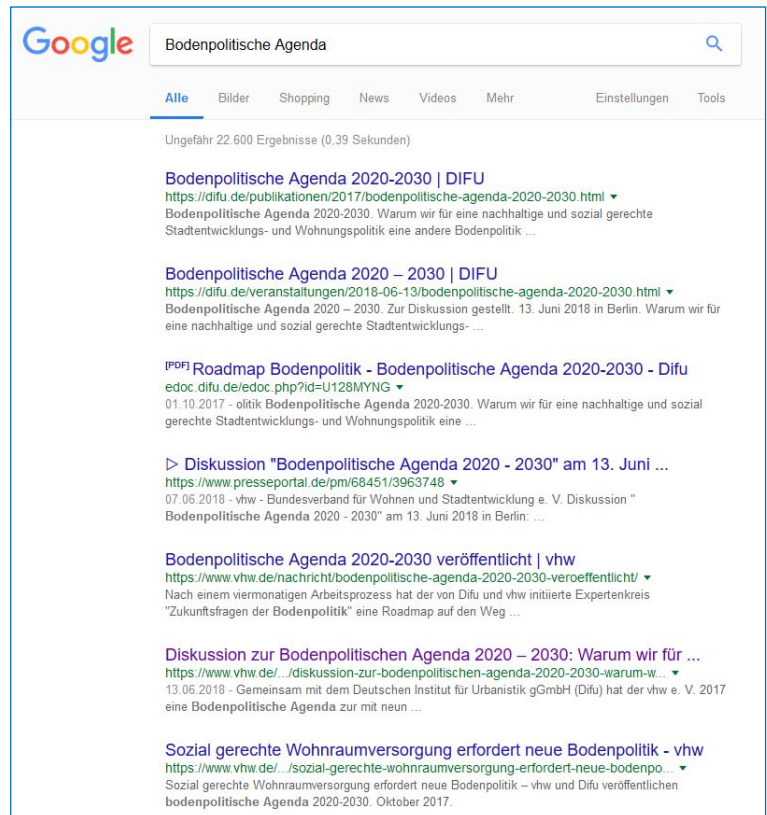 Google Bodenpolitische Agenda
Alle Bilder Shopping News Videos Mehr Einstellungen Tools
Ungefähr 22.600 Ergebnisse (0,39 Sekunden)
Bodenpolitische Agenda 2020-2030 | DIFU
https://difu.de/publikationen/2017/bodenpolitische-agenda-2020-2030.html ▼
Bodenpolitische Agenda 2020-2030. Warum wir für eine nachhaltige und sozial gerechte
Stadtentwicklungs- und Wohnungspolitik eine andere Bodenpolitik ...
Bodenpolitische Agenda 2020 – 2030 | DIFU
https://difu.de/veranstaltungen/2018-06-13/bodenpolitische-agenda-2020-2030.html ▼
Bodenpolitische Agenda 2020 – 2030. Zur Diskussion gestellt. 13. Juni 2018 in Berlin. Warum wir für
eine nachhaltige und sozial gerechte Stadtentwicklungs- ...
[PDF] Roadmap Bodenpolitik - Bodenpolitische Agenda 2020-2030 - Difu
edoc.difu.de/edoc.php?id=U128MYNG ▼
01.10.2017 - olitik Bodenpolitische Agenda 2020-2030. Warum wir für eine nachhaltige und sozial
gerechte Stadtentwicklungs- und Wohnungspolitik eine ...
▷ Diskussion "Bodenpolitische Agenda 2020 - 2030" am 13. Juni ...
https://www.presseportal.de/pm/68451/3963748 ▼
07.06.2018 - vhw - Bundesverband für Wohnen und Stadtentwicklung e. V. Diskussion "
Bodenpolitische Agenda 2020 - 2030" am 13. Juni 2018 in Berlin: ...
Bodenpolitische Agenda 2020-2030 veröffentlicht | vhw
https://www.vhw.de/nachricht/bodenpolitische-agenda-2020-2030-veroeffentlicht/ ▼
Nach einem viermonatigen Arbeitsprozess hat der von Difu und vhw initiierte Expertenkreis
"Zukunftsfragen der Bodenpolitik" eine Roadmap auf den Weg ...
Diskussion zur Bodenpolitischen Agenda 2020 – 2030: Warum wir für ...
https://www.vhw.de/.../diskussion-zur-bodenpolitischen-agenda-2020-2030-warum-w... ▼
13.06.2018 - Gemeinsam mit dem Deutschen Institut für Urbanistik gGmbH (Difu) hat der vhw e. V. 2017
eine Bodenpolitische Agenda zur mit neun ...
Sozial gerechte Wohnraumversorgung erfordert neue Bodenpolitik - vhw
https://www.vhw.de/.../sozial-gerechte-wohnraumversorgung-erfordert-neue-bodenpo... ▼
Sozial gerechte Wohnraumversorgung erfordert neue Bodenpolitik – vhw und Difu veröffentlichen
bodenpolitische Agenda 2020-2030. Oktober 2017.